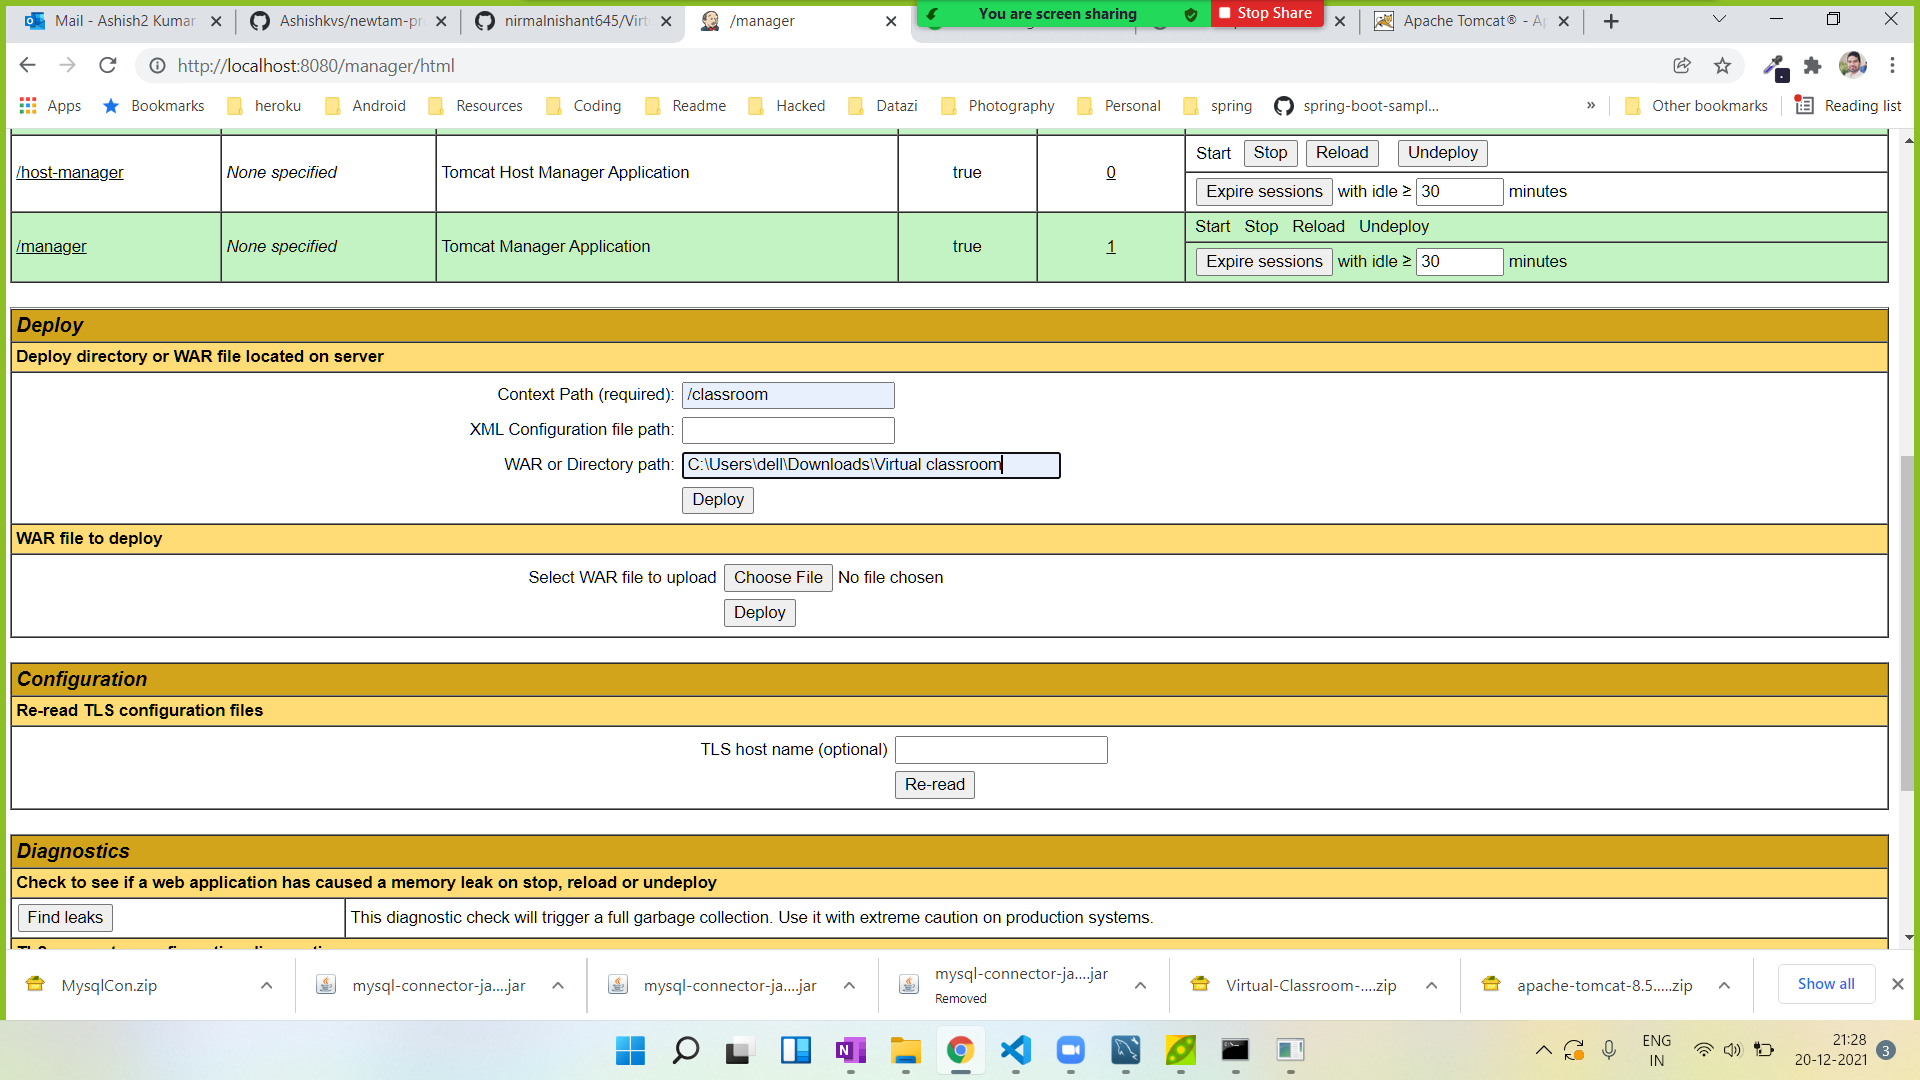 Mail - Ashish2 Kumar
Ashishkvs/newtam-pr
nirmalnishant645/Virt
/manager
You are screen sharing
Stop Share
Apache Tomcat® - Ap
http://localhost:8080/manager/html
Apps
Bookmarks
heroku
Android
Resources
Coding
Readme
Hacked
Datazi
Photography
Personal
spring
spring-boot-sampl...
»
Other bookmarks
Reading list
/host-manager
None specified
Tomcat Host Manager Application
true
0
Start Stop Reload Undeploy
Expire sessions with idle ≥ 30 minutes
/manager
None specified
Tomcat Manager Application
true
1
Start Stop Reload Undeploy
Expire sessions with idle ≥ 30 minutes
Deploy
Deploy directory or WAR file located on server
Context Path (required): /classroom
XML Configuration file path:
WAR or Directory path: C:\Users\dell\Downloads\Virtual classroom
Deploy
WAR file to deploy
Select WAR file to upload Choose File No file chosen
Deploy
Configuration
Re-read TLS configuration files
TLS host name (optional)
Re-read
Diagnostics
Check to see if a web application has caused a memory leak on stop, reload or undeploy
Find leaks
This diagnostic check will trigger a full garbage collection. Use it with extreme caution on production systems.
MysqlCon.zip
mysql-connector-ja....jar
mysql-connector-ja....jar
mysql-connector-ja....jar
Removed
Virtual-Classroom-....zip
apache-tomcat-8.5.....zip
Show all
ENG
IN
21:28
20-12-2021
3